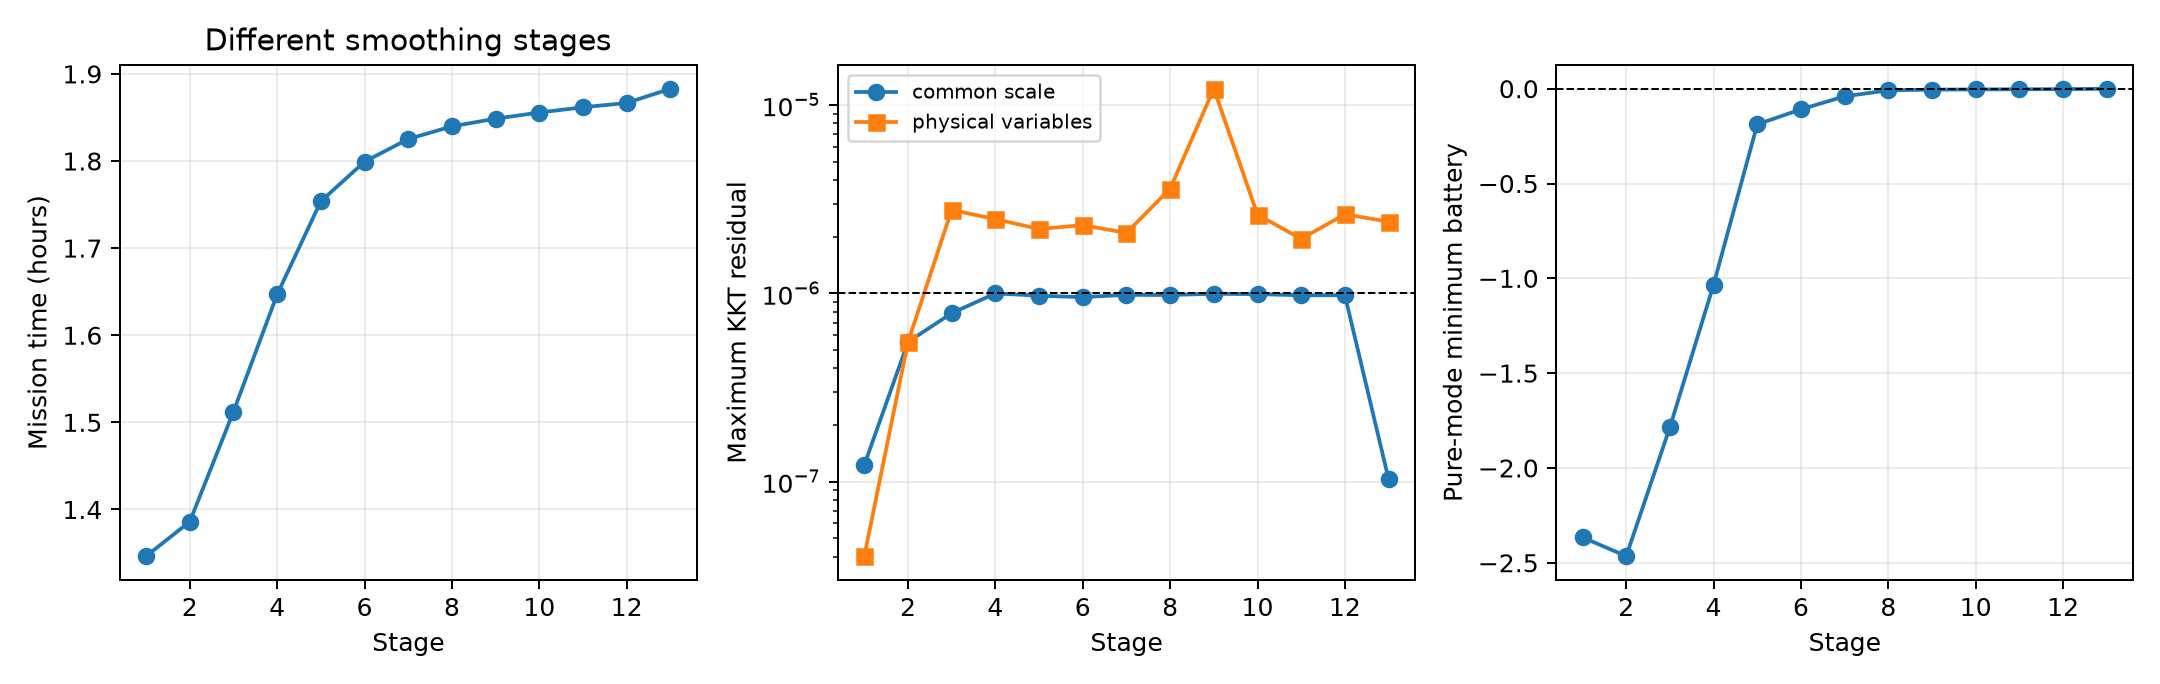 Different smoothing stages
Mission time (hours)
1.9
1.8
1.7
1.6
1.5
1.4
2 4 6 8 10 12
Stage
Maximum KKT residual
common scale
physical variables
10⁻⁵
10⁻⁶
10⁻⁷
2 4 6 8 10 12
Stage
Pure-mode minimum battery
0.0
−0.5
−1.0
−1.5
−2.0
−2.5
2 4 6 8 10 12
Stage